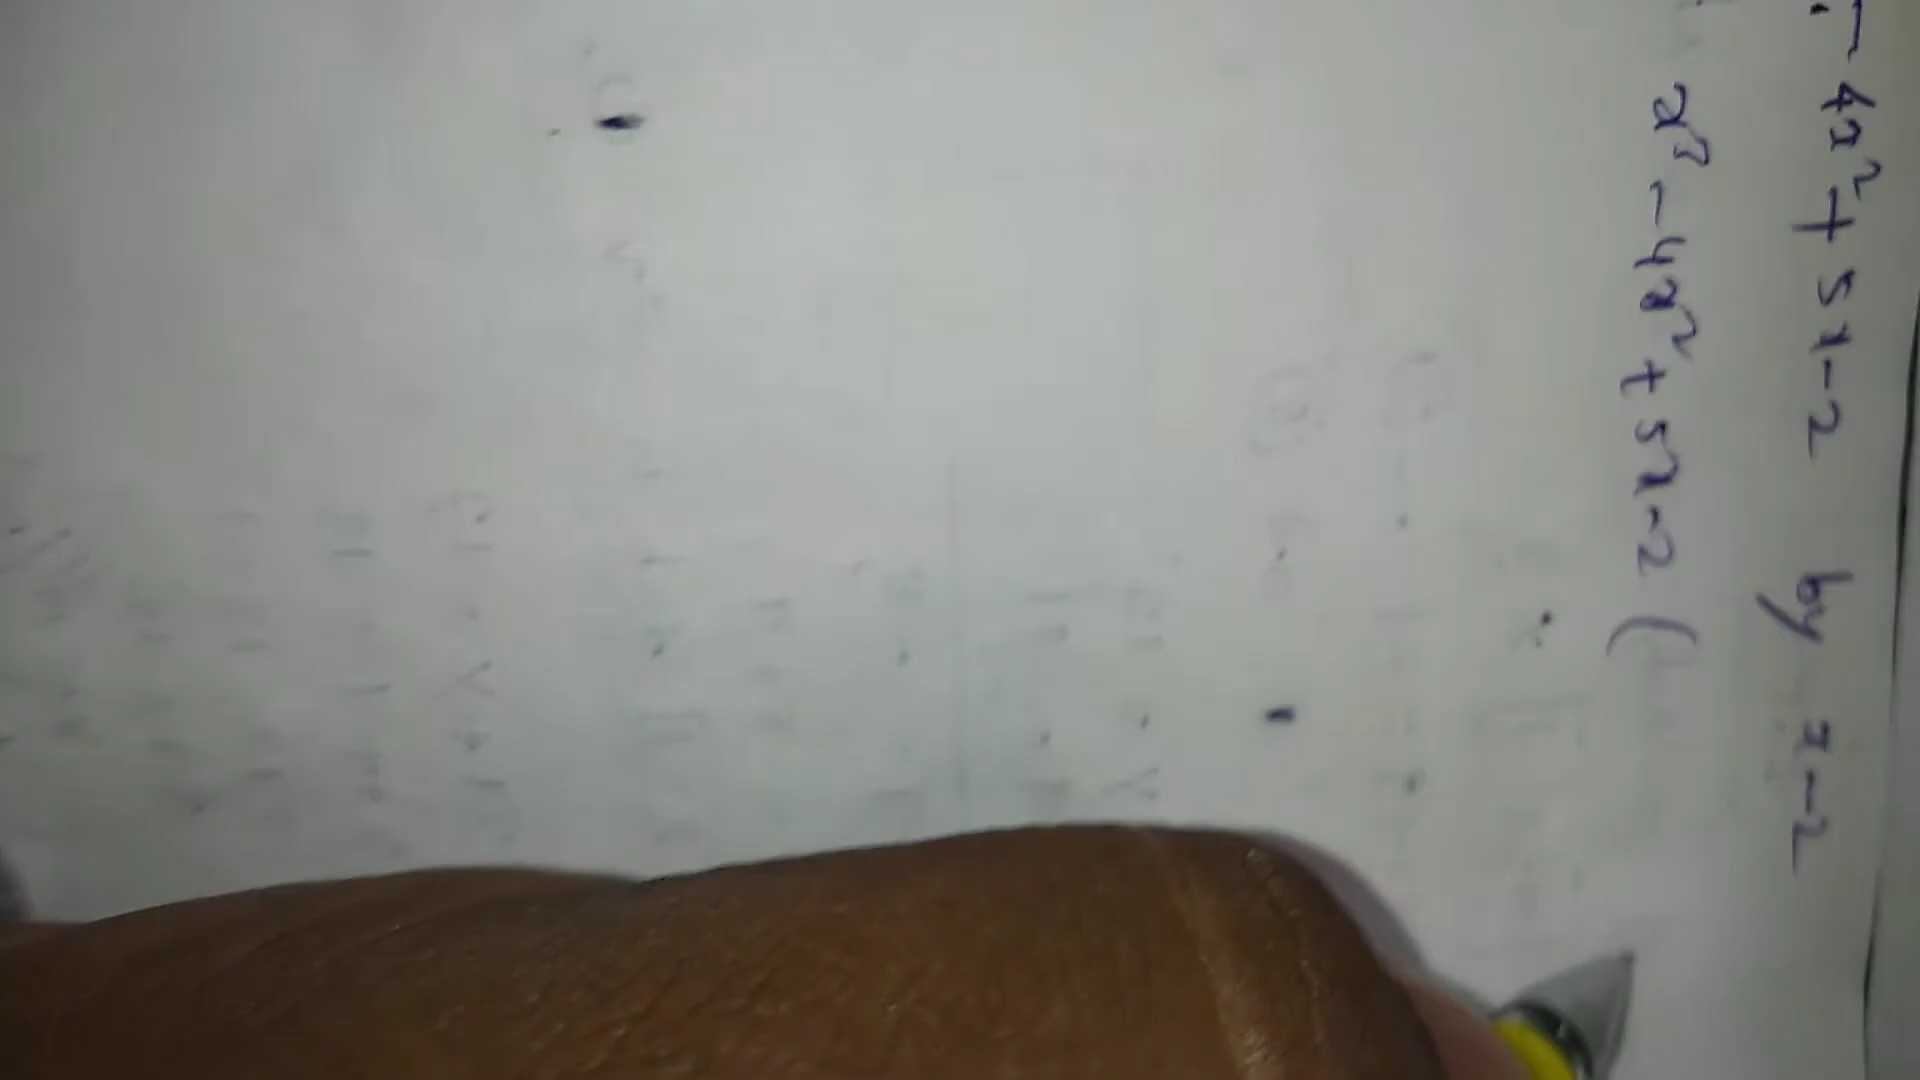 - 4x² + 5x - 2 by x - 2
x³ - 4x² + 5x - 2 (